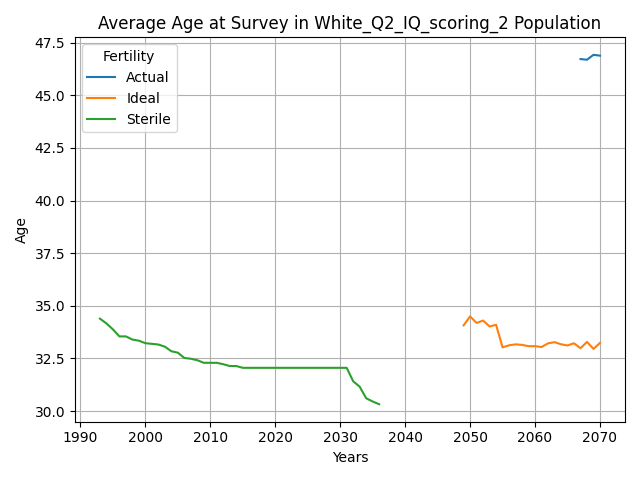 Average Age at Survey in White_Q2_IQ_scoring_2 Population
47.5
45.0
42.5
40.0
37.5
35.0
32.5
30.0
Age
Fertility
Actual
Ideal
Sterile
1990 2000 2010 2020 2030 2040 2050 2060 2070
Years